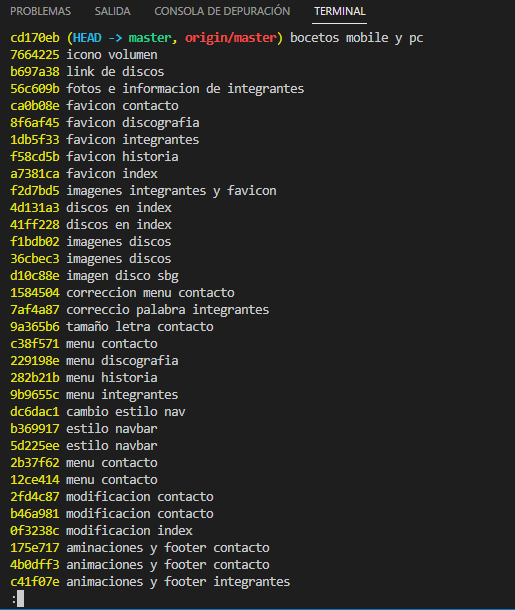 PROBLEMAS SALIDA CONSOLA DE DEPURACIÓN TERMINAL
cd170eb (HEAD -> master, origin/master) bocetos mobile y pc
7664225 icono volumen
b697a38 link de discos
56c609b fotos e informacion de integrantes
ca0b08e favicon contacto
8f6af45 favicon discografia
1db5f33 favicon integrantes
f58cd5b favicon historia
a7381ca favicon index
f2d7bd5 imagenes integrantes y favicon
4d131a3 discos en index
41ff228 discos en index
f1bdb02 imagenes discos
36cbec3 imagenes discos
d10c88e imagen disco sbg
1584504 correccion menu contacto
7af4a87 correccio palabra integrantes
9a365b6 tamaño letra contacto
c38f571 menu contacto
229198e menu discografia
282b21b menu historia
9b9655c menu integrantes
dc6dac1 cambio estilo nav
b369917 estilo navbar
5d225ee estilo navbar
2b37f62 menu contacto
12ce414 menu contacto
2fd4c87 modificacion contacto
b46a981 modificacion contacto
0f3238c modificacion index
175e717 aminaciones y footer contacto
4b0dff3 animaciones y footer contacto
c41f07e animaciones y footer integrantes
: